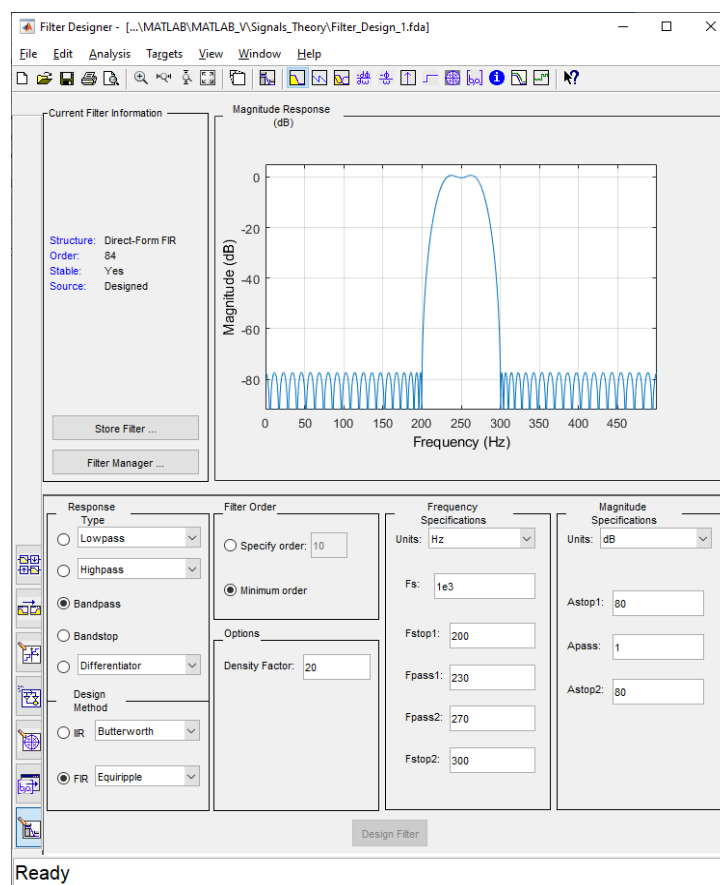 Filter Designer - [...\MATLAB\MATLAB_V\Signals_Theory\Filter_Design_1.fda]
File Edit Analysis Targets View Window Help
Current Filter Information
Structure: Direct-Form FIR
Order: 84
Stable: Yes
Source: Designed
Store Filter ...
Filter Manager ...
Magnitude Response
(dB)
Magnitude (dB)
0
-20
-40
-60
-80
0 50 100 150 200 250 300 350 400 450
Frequency (Hz)
Response
Type
Lowpass
Highpass
Bandpass
Bandstop
Differentiator
Design
Method
IIR Butterworth
FIR Equiripple
Filter Order
Specify order: 10
Minimum order
Options
Density Factor: 20
Frequency
Specifications
Units: Hz
Fs: 1e3
Fstop1: 200
Fpass1: 230
Fpass2: 270
Fstop2: 300
Magnitude
Specifications
Units: dB
Astop1: 80
Apass: 1
Astop2: 80
Design Filter
Ready